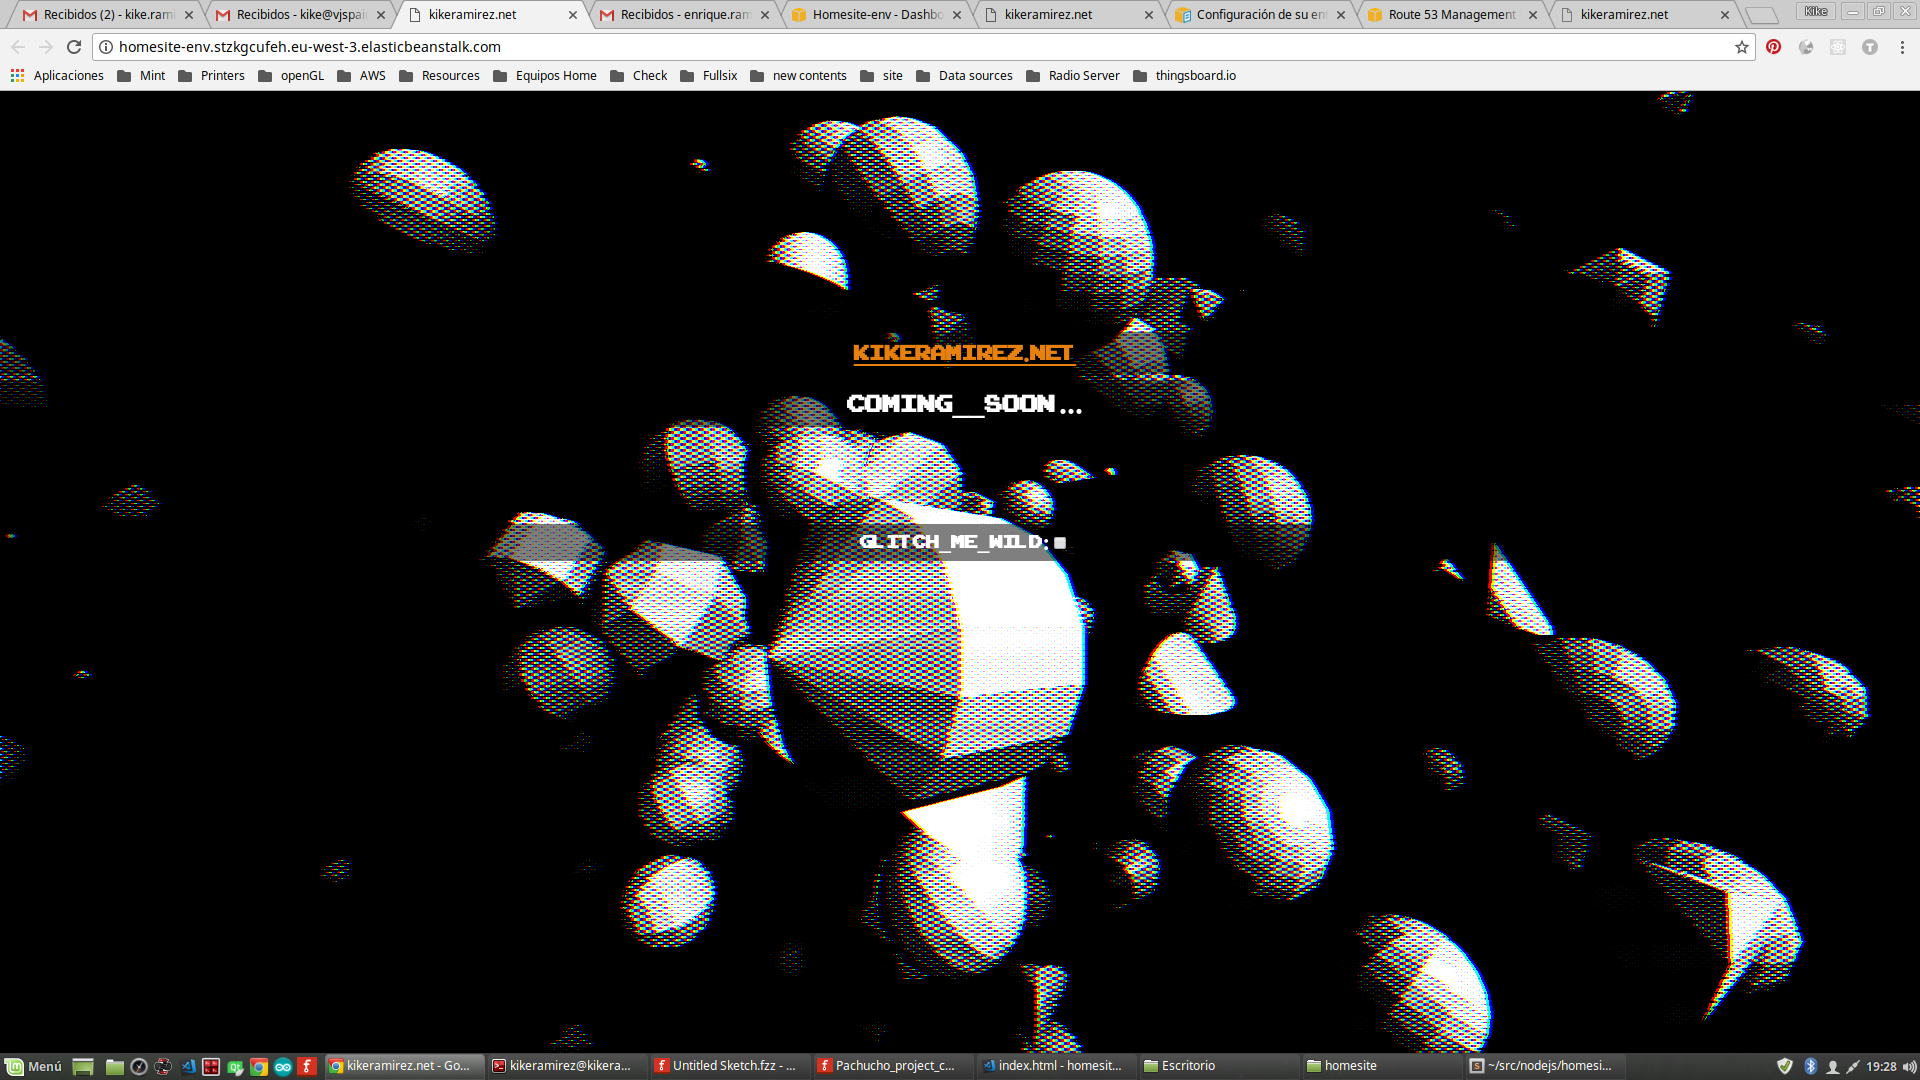 Recibidos (2) - kike.rami
Recibidos - kike@vjspai
kikeramirez.net
Recibidos - enrique.ram
Homesite-env - Dashbo
kikeramirez.net
Configuración de su en
Route 53 Management
kikeramirez.net
Kike
homesite-env.stzkgcufeh.eu-west-3.elasticbeanstalk.com
Aplicaciones
Mint
Printers
openGL
AWS
Resources
Equipos Home
Check
Fullsix
new contents
site
Data sources
Radio Server
thingsboard.io
KIKERAMIREZ.NET
COMING__SOON...
GLITCH_ME_WILD:
Menú
kikeramirez.net - Go...
kikeramirez@kikera...
Untitled Sketch.fzz - ...
Pachucho_project_c...
index.html - homesit...
Escritorio
homesite
~/src/nodejs/homesi...
19:28